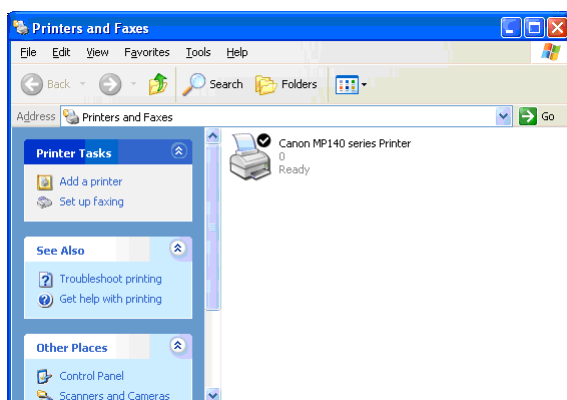 Printers and Faxes
File Edit View Favorites Tools Help
Back Search Folders
Address Printers and Faxes Go
Printer Tasks
Add a printer
Set up faxing
See Also
Troubleshoot printing
Get help with printing
Other Places
Control Panel
Scanners and Cameras
Canon MP140 series Printer
0
Ready